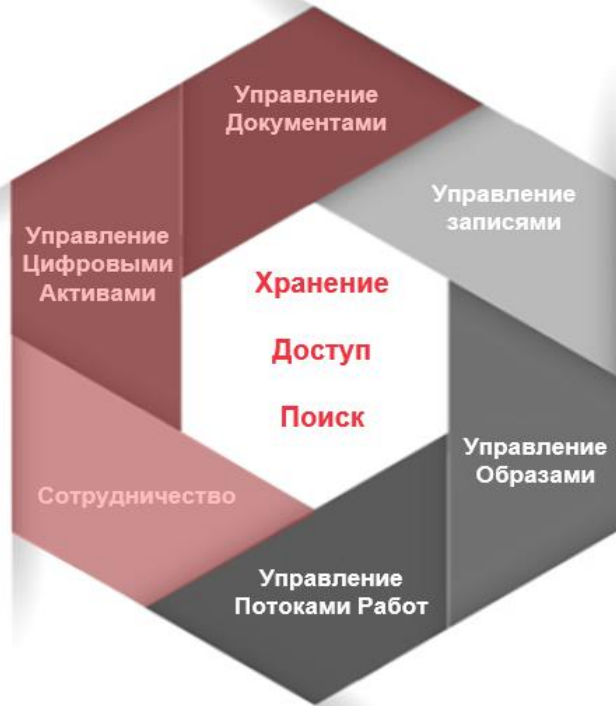 Управление
Документами
Управление
записями
Управление
Цифровыми
Активами
Хранение
Доступ
Поиск
Управление
Образами
Сотрудничество
Управление
Потоками Работ